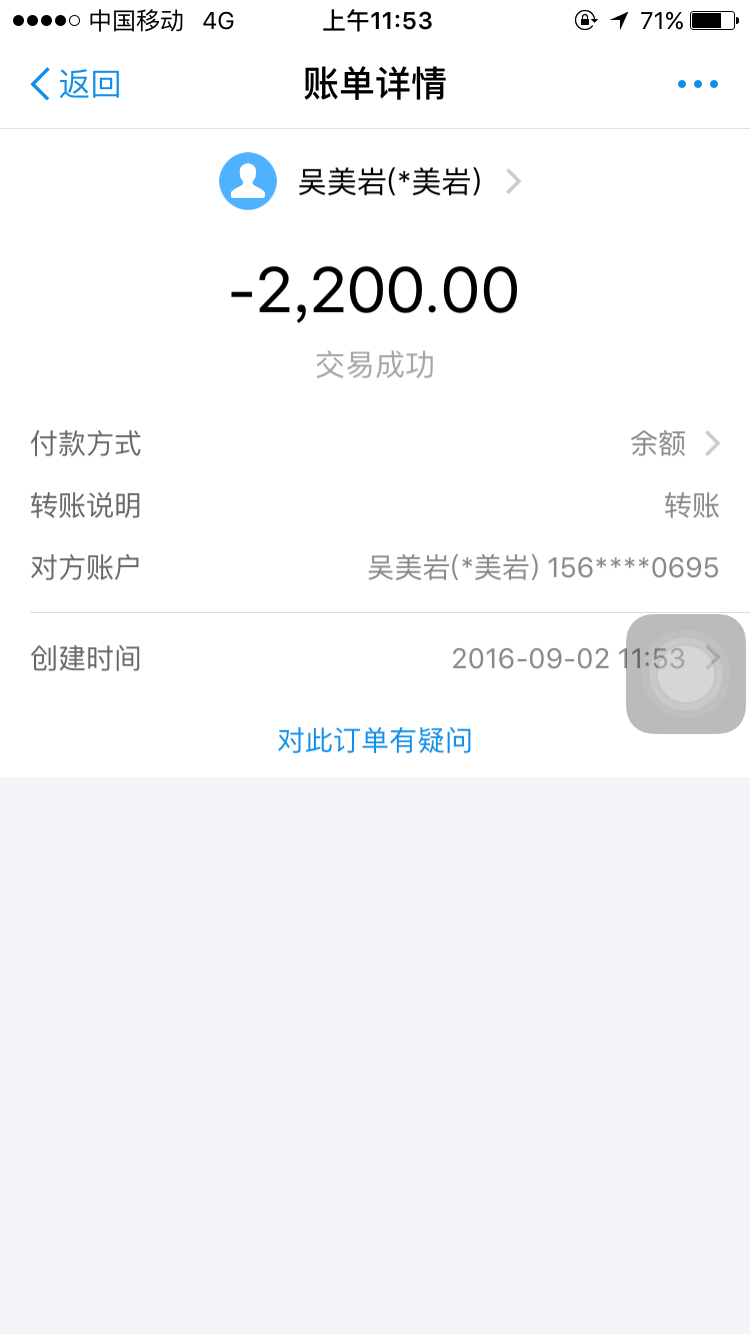 中国移动 4G 上午11:53 71%
返回 账单详情
吴美岩(*美岩)
-2,200.00
交易成功
付款方式 余额
转账说明 转账
对方账户 吴美岩(*美岩) 156****0695
创建时间 2016-09-02 11:53
对此订单有疑问